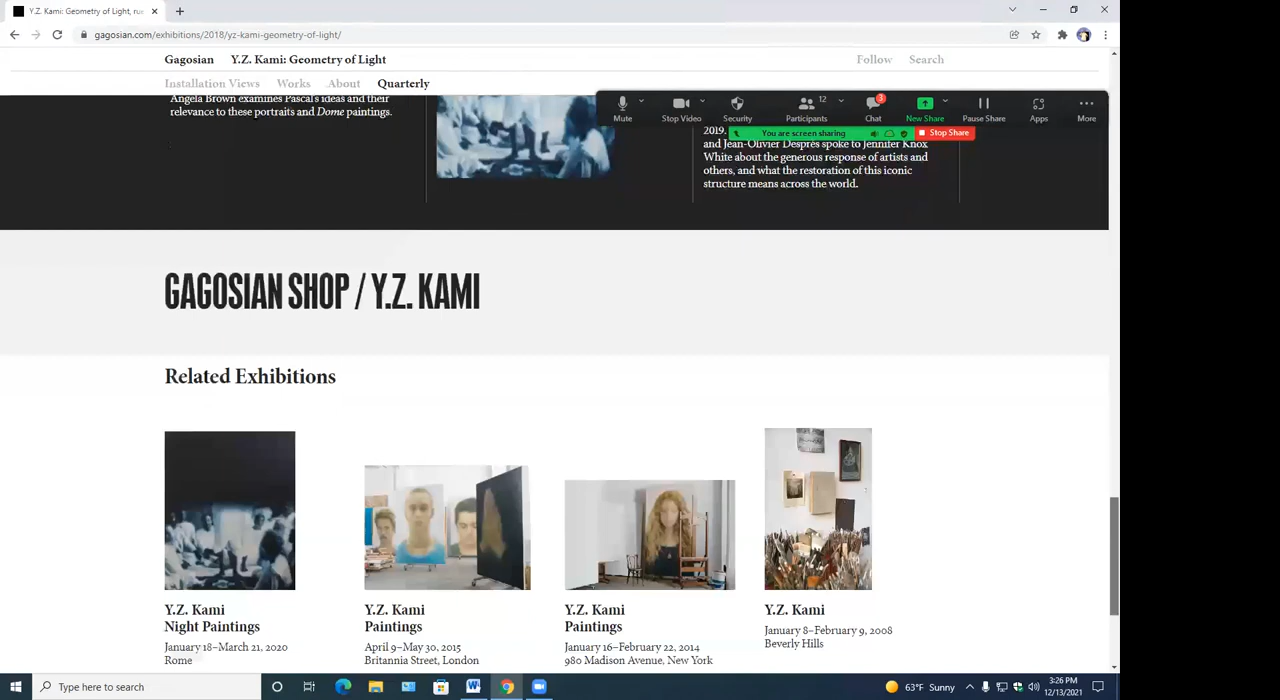 Y.Z. Kami: Geometry of Light, rue
gagosian.com/exhibitions/2018/yz-kami-geometry-of-light/
Gagosian Y.Z. Kami: Geometry of Light Follow Search
Installation Views Works About Quarterly
Angela Brown examines Pascal's ideas and their
relevance to these portraits and Dome paintings.
Mute Stop Video Security Participants 12 Chat 3 New Share Pause Share Apps More
You are screen sharing Stop Share
2019.
and Jean-Olivier Després spoke to Jennifer Knox
White about the generous response of artists and
others, and what the restoration of this iconic
structure means across the world.
GAGOSIAN SHOP / Y.Z. KAMI
Related Exhibitions
Y.Z. Kami
Night Paintings
January 18–March 21, 2020
Rome
Y.Z. Kami
Paintings
April 9–May 30, 2015
Britannia Street, London
Y.Z. Kami
Paintings
January 16–February 22, 2014
980 Madison Avenue, New York
Y.Z. Kami
January 8–February 9, 2008
Beverly Hills
Type here to search
63°F Sunny
3:26 PM
12/13/2021